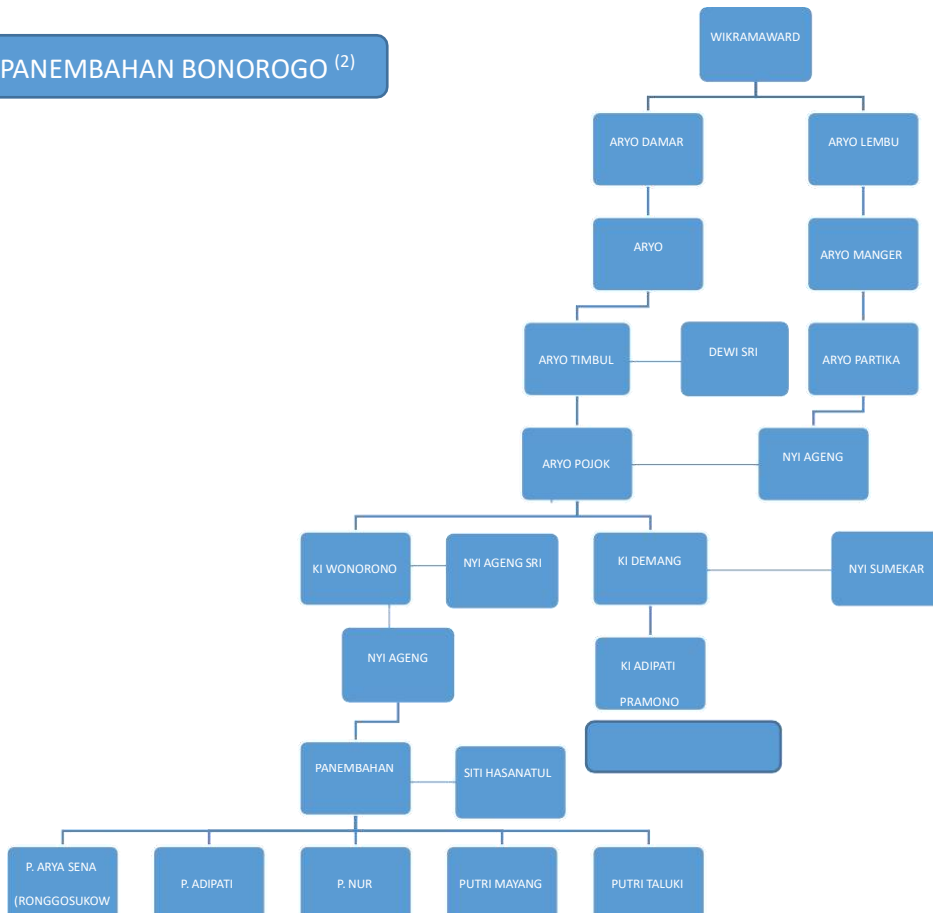 PANEMBAHAN BONOROGO (2)
WIKRAMAWARD
ARYO DAMAR
ARYO LEMBU
ARYO
ARYO MANGER
ARYO TIMBUL
DEWI SRI
ARYO PARTIKA
ARYO POJOK
NYI AGENG
KI WONORONO
NYI AGENG SRI
KI DEMANG
NYI SUMEKAR
NYI AGENG
KI ADIPATI
PRAMONO
PANEMBAHAN
SITI HASANATUL
P. ARYA SENA
(RONGGOSUKOW
P. ADIPATI
P. NUR
PUTRI MAYANG
PUTRI TALUKI